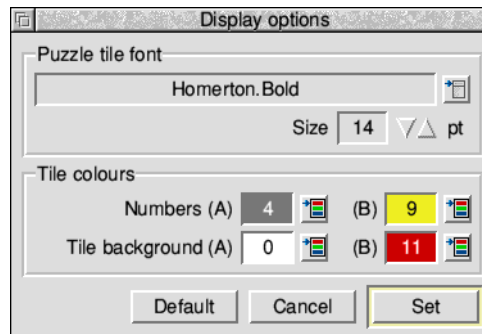 Display options
Puzzle tile font
Homerton.Bold
Size 14 pt
Tile colours
Numbers (A) 4 (B) 9
Tile background (A) 0 (B) 11
Default Cancel Set